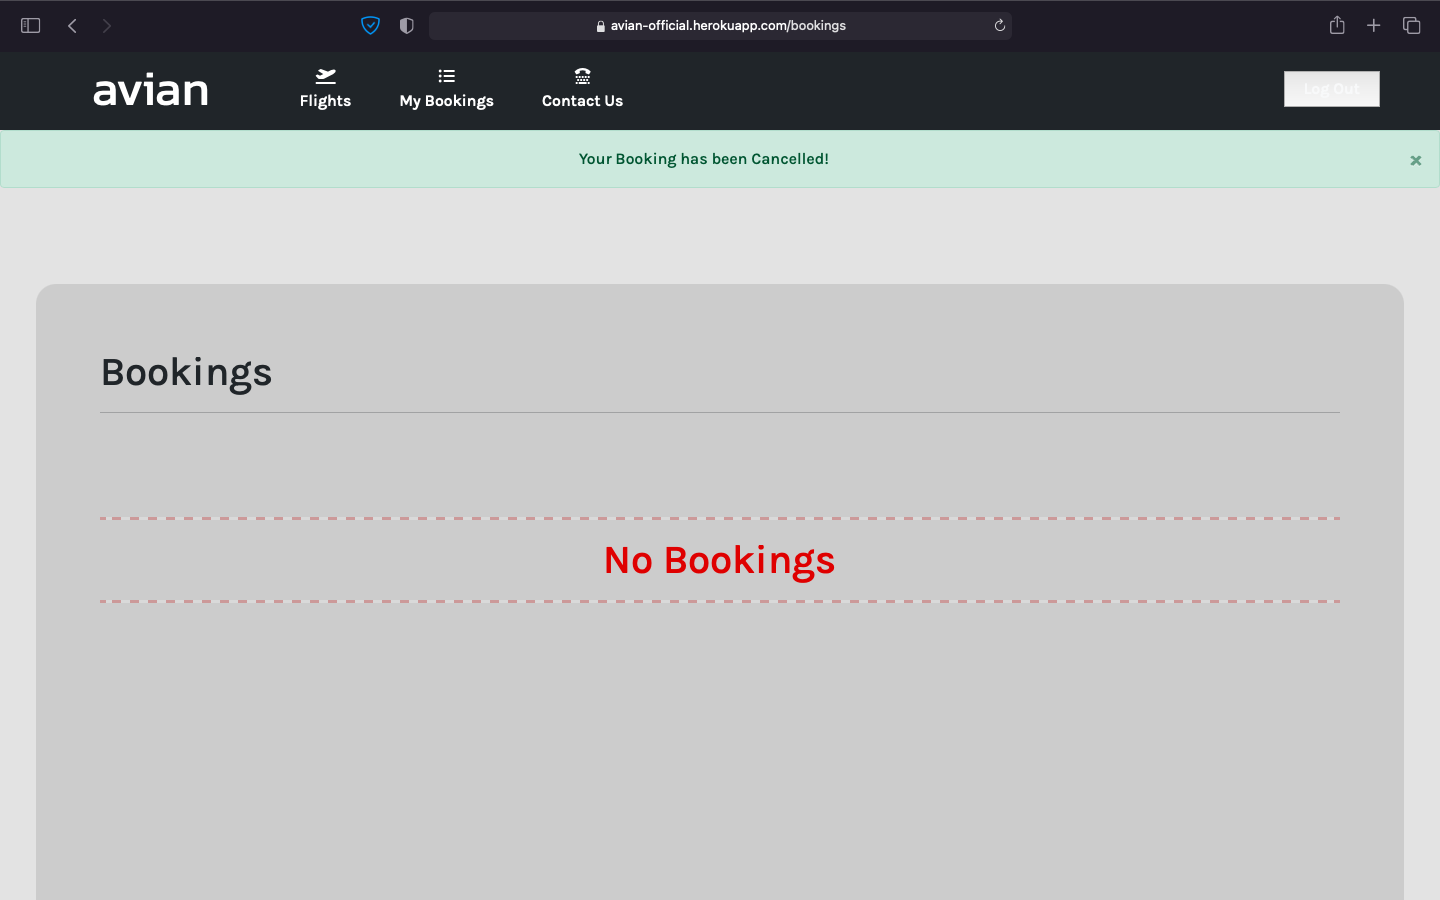 avian-official.herokuapp.com/bookings
avian
Flights
My Bookings
Contact Us
Log Out
Your Booking has been Cancelled!
×
Bookings
No Bookings